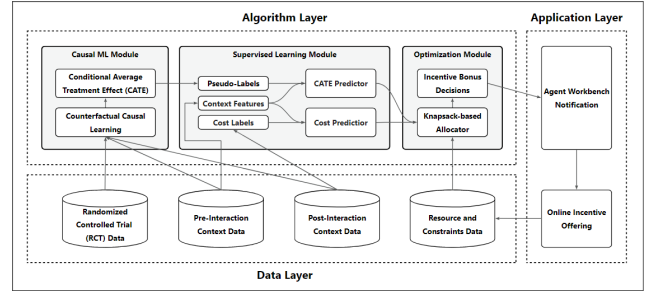 Algorithm Layer
Application Layer
Causal ML Module
Supervised Learning Module
Optimization Module
Conditional Average
Treatment Effect (CATE)
Counterfactual Causal
Learning
Pseudo-Labels
Context Features
Cost Labels
CATE Predictor
Cost Predictior
Incentive Bonus
Decisions
Knapsack-based
Allocator
Agent Workbench
Notification
Randomized
Controlled Trial
(RCT) Data
Pre-Interaction
Context Data
Post-Interaction
Context Data
Resource and
Constraints Data
Online Incentive
Offering
Data Layer